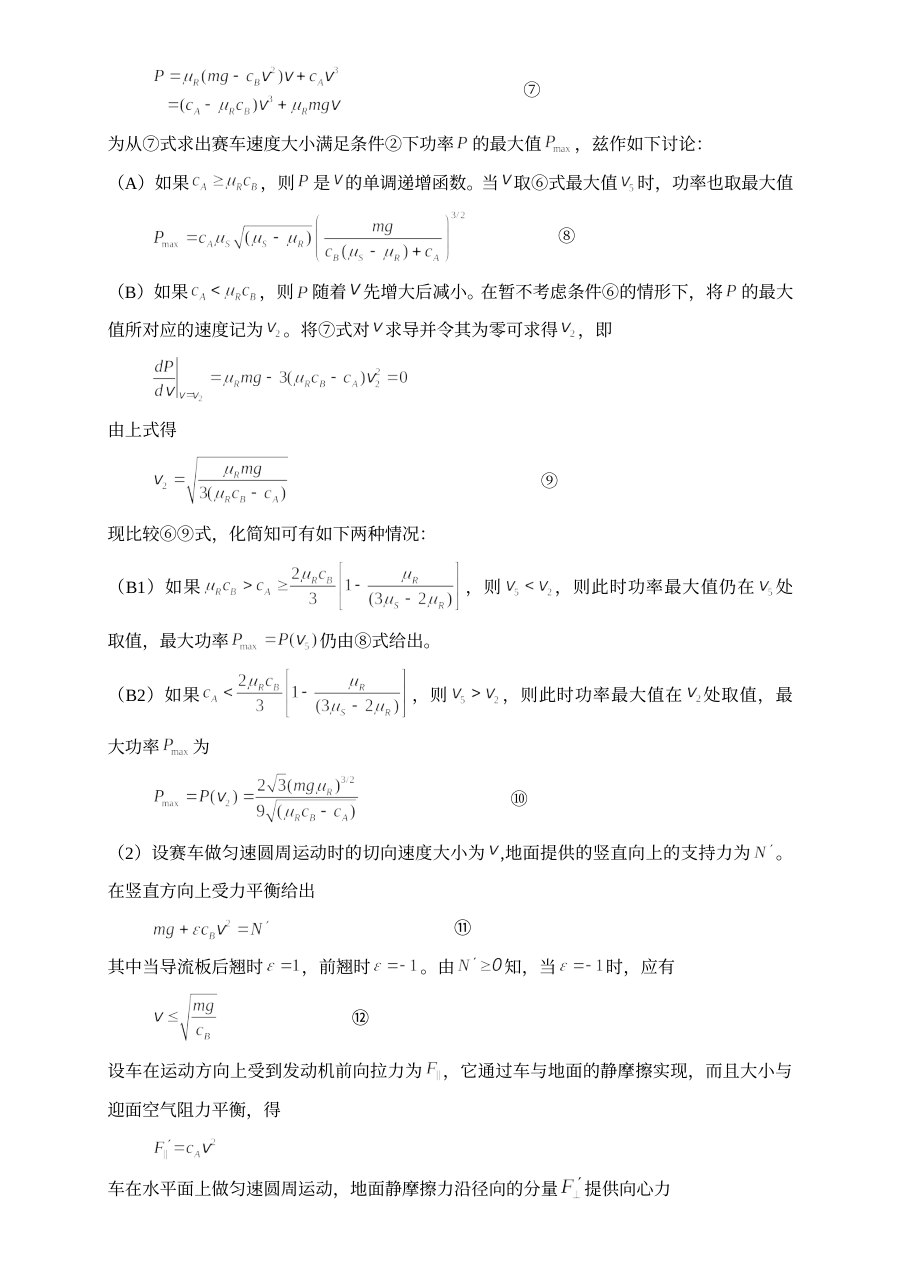 P = μ_R(mg − c_B v²)v + c_A v³
= (c_A − μ_R c_B)v³ + μ_R mgv ⑦
为从⑦式求出赛车速度大小满足条件②下功率 P 的最大值 P_max ，兹作如下讨论：
（A）如果 c_A ≥ μ_R c_B，则 P 是 v 的单调递增函数。当 v 取⑥式最大值 v_5 时，功率也取最大值
P_max = c_A μ_S √(μ_S − μ_R) (mg / (c_B(μ_S − μ_R) + c_A))^{3/2} ⑧
（B）如果 c_A < μ_R c_B，则 P 随着 v 先增大后减小。在暂不考虑条件⑥的情形下，将 P 的最大
值所对应的速度记为 v_2 。将⑦式对 v 求导并令其为零可求得 v_2，即
dP/dv|_{v=v_2} = μ_R mg − 3(μ_R c_B − c_A)v_2² = 0
由上式得
v_2 = √(μ_R mg / (3(μ_R c_B − c_A))) ⑨
现比较⑥⑨式，化简知可有如下两种情况：
（B1）如果 μ_R c_B > c_A ≥ (2μ_R c_B / 3)[1 − μ_R / (3μ_S − 2μ_R)] ，则 v_5 < v_2 ，则此时功率最大值仍在 v_5 处
取值，最大功率 P_max = P(v_5) 仍由⑧式给出。
（B2）如果 c_A < (2μ_R c_B / 3)[1 − μ_R / (3μ_S − 2μ_R)] ，则 v_5 > v_2 ，则此时功率最大值在 v_2 处取值，最
大功率 P_max 为
P_max = P(v_2) = 2√3(mgμ_R)^{3/2} / (9√(μ_R c_B − c_A)) ⑩
（2）设赛车做匀速圆周运动时的切向速度大小为 v ,地面提供的竖直向上的支持力为 N′ 。
在竖直方向上受力平衡给出
mg + εc_B v² = N′ ⑪
其中当导流板后翘时 ε = 1，前翘时 ε = −1 。由 N′ ≥ 0 知，当 ε = −1 时，应有
v ≤ √(mg / c_B) ⑫
设车在运动方向上受到发动机前向拉力为 F_∥ ，它通过车与地面的静摩擦实现，而且大小与
迎面空气阻力平衡，得
F_∥′ = c_A v²
车在水平面上做匀速圆周运动，地面静摩擦力沿径向的分量 F_⊥′ 提供向心力